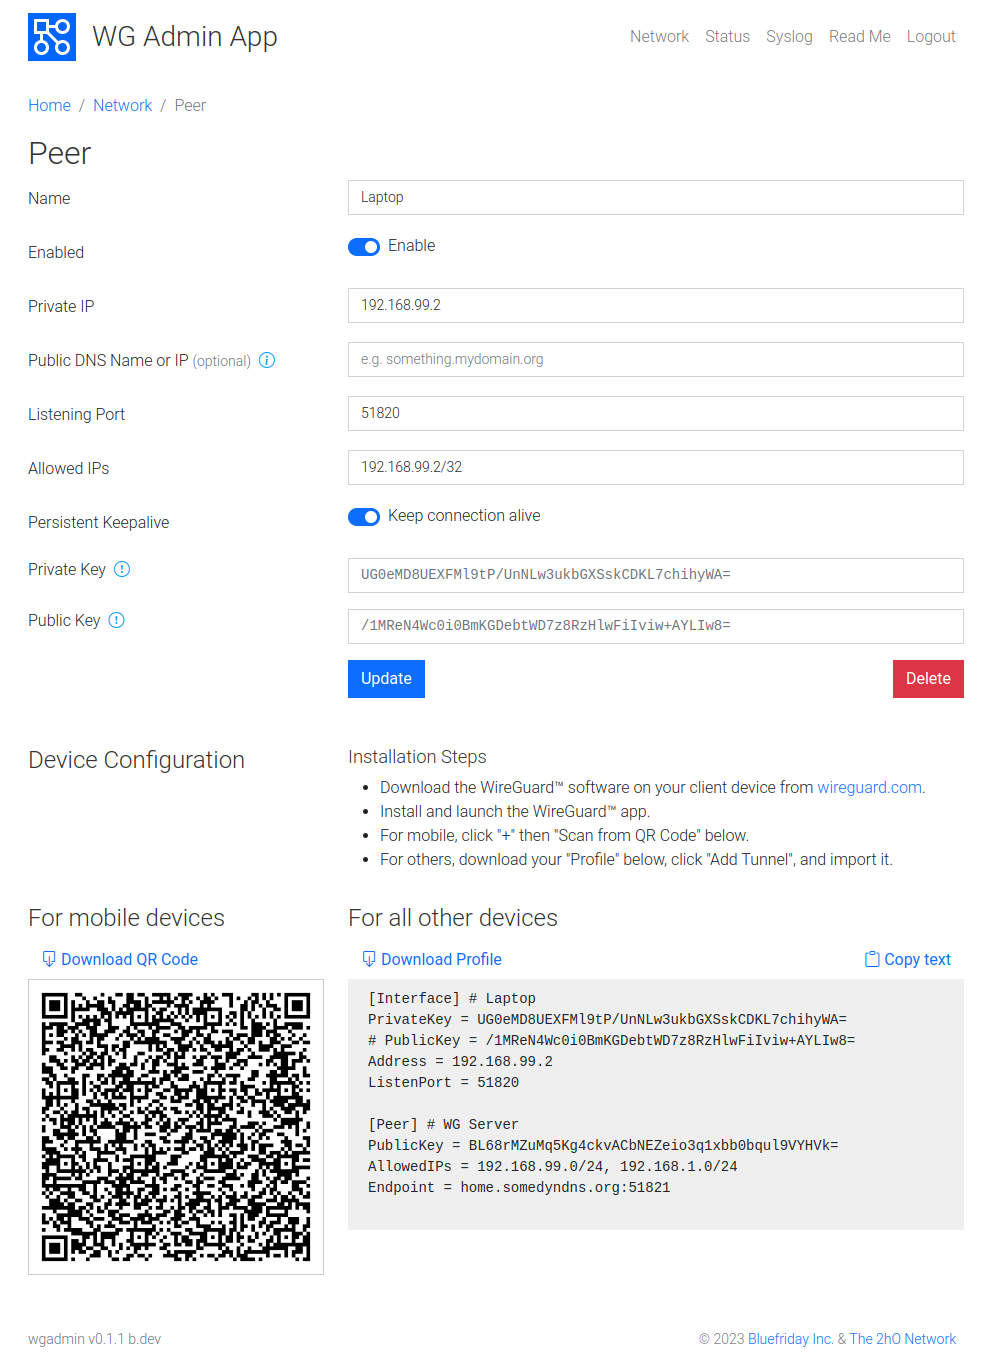 WG Admin App
Network Status Syslog Read Me Logout
Home / Network / Peer
Peer
Name Laptop
Enabled Enable
Private IP 192.168.99.2
Public DNS Name or IP (optional) e.g. something.mydomain.org
Listening Port 51820
Allowed IPs 192.168.99.2/32
Persistent Keepalive Keep connection alive
Private Key UG0eMD8UEXFMl9tP/UnNLw3ukbGXSskCDKL7chihyWA=
Public Key /1MReN4Wc0i0BmKGDebtWD7z8RzHlwFiIviw+AYLIw8=
Update Delete
Device Configuration
Installation Steps
• Download the WireGuard™ software on your client device from wireguard.com.
• Install and launch the WireGuard™ app.
• For mobile, click "+" then "Scan from QR Code" below.
• For others, download your "Profile" below, click "Add Tunnel", and import it.
For mobile devices
Download QR Code
For all other devices
Download Profile Copy text
[Interface] # Laptop
PrivateKey = UG0eMD8UEXFMl9tP/UnNLw3ukbGXSskCDKL7chihyWA=
# PublicKey = /1MReN4Wc0i0BmKGDebtWD7z8RzHlwFiIviw+AYLIw8=
Address = 192.168.99.2
ListenPort = 51820
[Peer] # WG Server
PublicKey = BL68rMZuMq5Kg4ckvACbNEZeio3q1xbb0bqul9VYHVk=
AllowedIPs = 192.168.99.0/24, 192.168.1.0/24
Endpoint = home.somedyndns.org:51821
wgadmin v0.1.1 b.dev
© 2023 Bluefriday Inc. & The 2hO Network